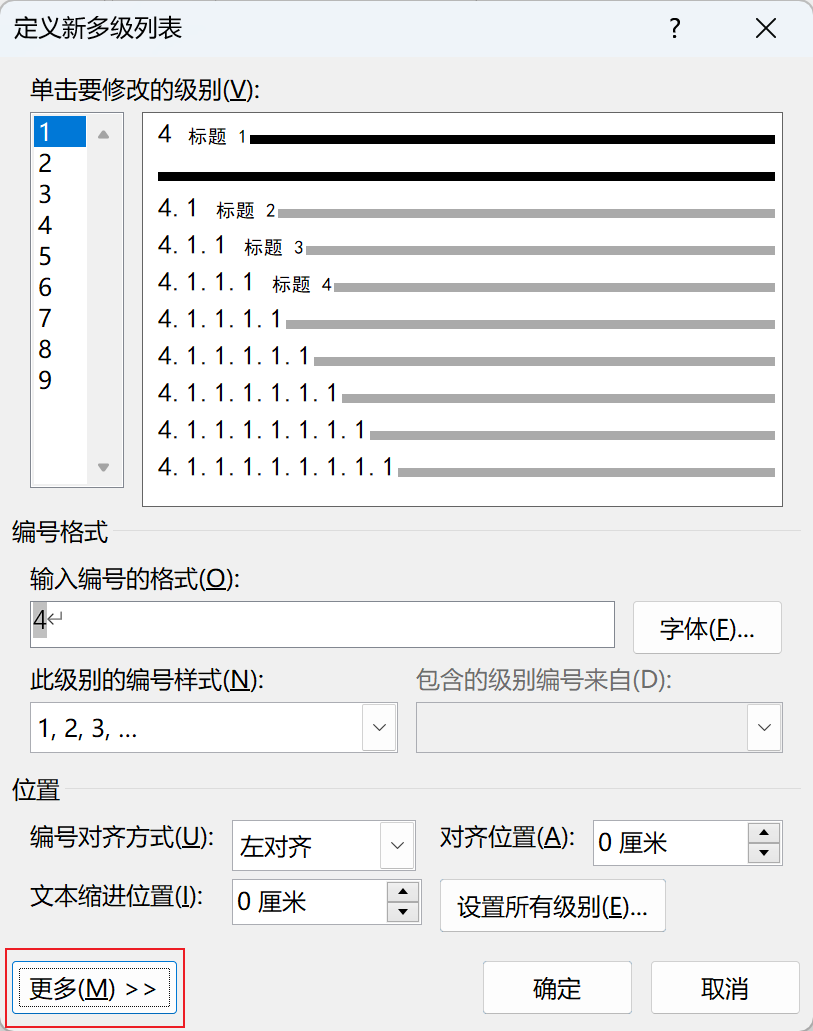 定义新多级列表 ?
单击要修改的级别(V):
1
2
3
4
5
6
7
8
9
4 标题 1
4.1 标题 2
4.1.1 标题 3
4.1.1.1 标题 4
4.1.1.1.1
4.1.1.1.1.1
4.1.1.1.1.1.1
4.1.1.1.1.1.1.1
4.1.1.1.1.1.1.1.1
编号格式
输入编号的格式(O):
4↵ 字体(F)...
此级别的编号样式(N): 包含的级别编号来自(D):
1, 2, 3, ...
位置
编号对齐方式(U): 左对齐 对齐位置(A): 0 厘米
文本缩进位置(I): 0 厘米 设置所有级别(E)...
更多(M) >> 确定 取消